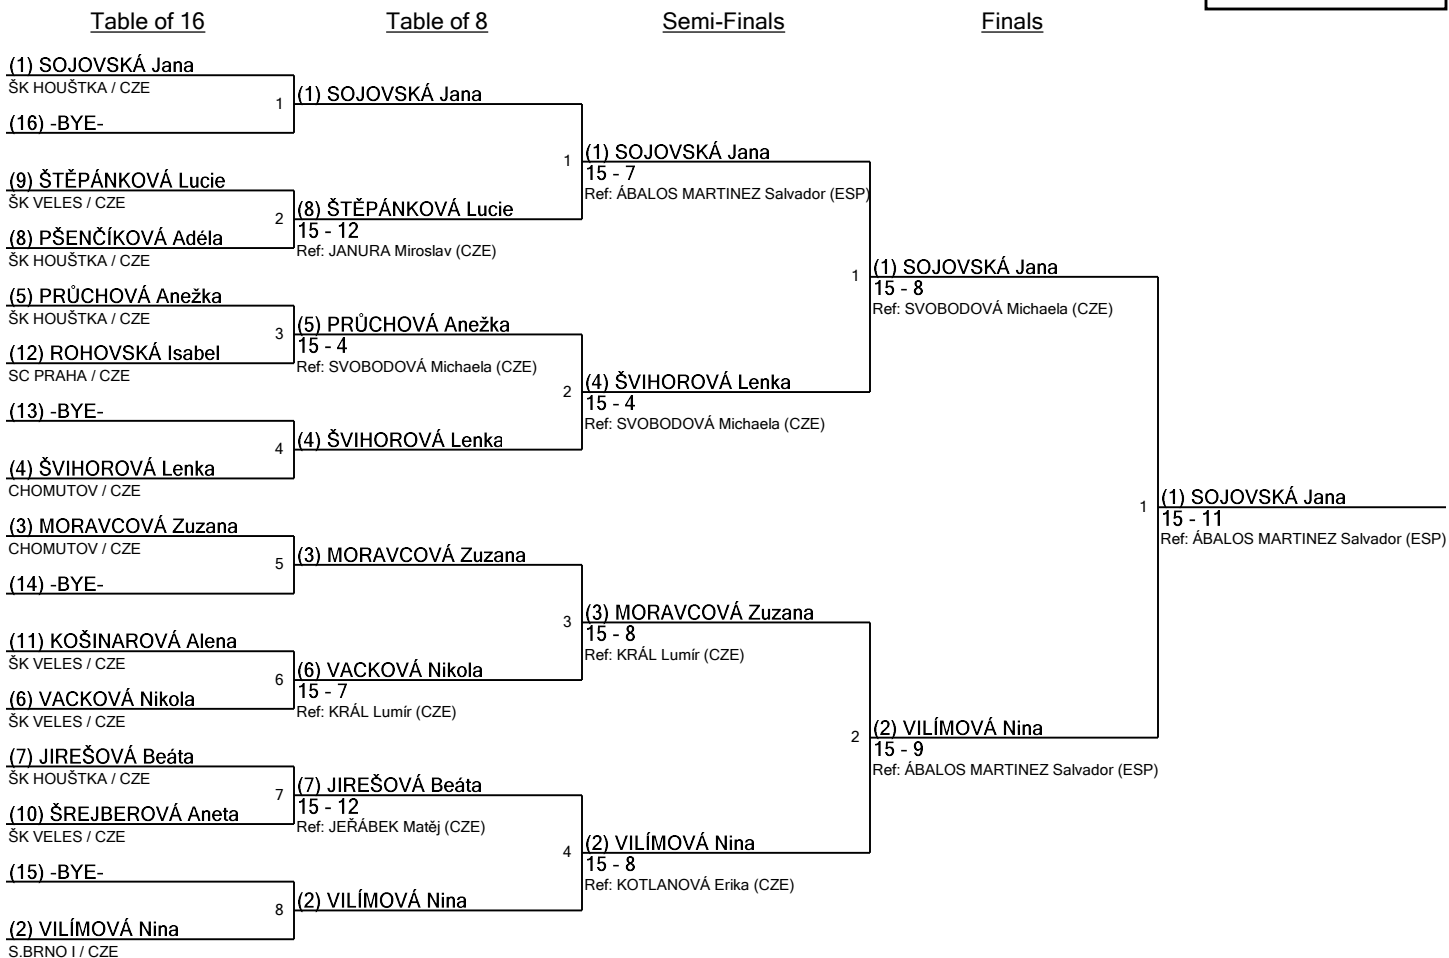 Table of 16
Table of 8
Semi-Finals
Finals
(1) SOJOVSKÁ Jana
ŠK HOUŠTKA / CZE
1
(16) -BYE-
(9) ŠTĚPÁNKOVÁ Lucie
ŠK VELES / CZE
2
(8) PŠENČÍKOVÁ Adéla
ŠK HOUŠTKA / CZE
(5) PRŮCHOVÁ Anežka
ŠK HOUŠTKA / CZE
3
(12) ROHOVSKÁ Isabel
SC PRAHA / CZE
(13) -BYE-
4
(4) ŠVIHOROVÁ Lenka
CHOMUTOV / CZE
(3) MORAVCOVÁ Zuzana
CHOMUTOV / CZE
5
(14) -BYE-
(11) KOŠINAROVÁ Alena
ŠK VELES / CZE
6
(6) VACKOVÁ Nikola
ŠK VELES / CZE
(7) JIREŠOVÁ Beáta
ŠK HOUŠTKA / CZE
7
(10) ŠREJBEROVÁ Aneta
ŠK VELES / CZE
(15) -BYE-
8
(2) VILÍMOVÁ Nina
S.BRNO I / CZE
(1) SOJOVSKÁ Jana
1
(8) ŠTĚPÁNKOVÁ Lucie
15 - 12
Ref: JANURA Miroslav (CZE)
(5) PRŮCHOVÁ Anežka
15 - 4
Ref: SVOBODOVÁ Michaela (CZE)
2
(4) ŠVIHOROVÁ Lenka
(3) MORAVCOVÁ Zuzana
3
(6) VACKOVÁ Nikola
15 - 7
Ref: KRÁL Lumír (CZE)
(7) JIREŠOVÁ Beáta
15 - 12
Ref: JEŘÁBEK Matěj (CZE)
4
(2) VILÍMOVÁ Nina
(1) SOJOVSKÁ Jana
15 - 7
Ref: ÁBALOS MARTINEZ Salvador (ESP)
1
(4) ŠVIHOROVÁ Lenka
15 - 4
Ref: SVOBODOVÁ Michaela (CZE)
(3) MORAVCOVÁ Zuzana
15 - 8
Ref: KRÁL Lumír (CZE)
2
(2) VILÍMOVÁ Nina
15 - 8
Ref: KOTLANOVÁ Erika (CZE)
(1) SOJOVSKÁ Jana
15 - 8
Ref: SVOBODOVÁ Michaela (CZE)
1
(2) VILÍMOVÁ Nina
15 - 9
Ref: ÁBALOS MARTINEZ Salvador (ESP)
(1) SOJOVSKÁ Jana
15 - 11
Ref: ÁBALOS MARTINEZ Salvador (ESP)